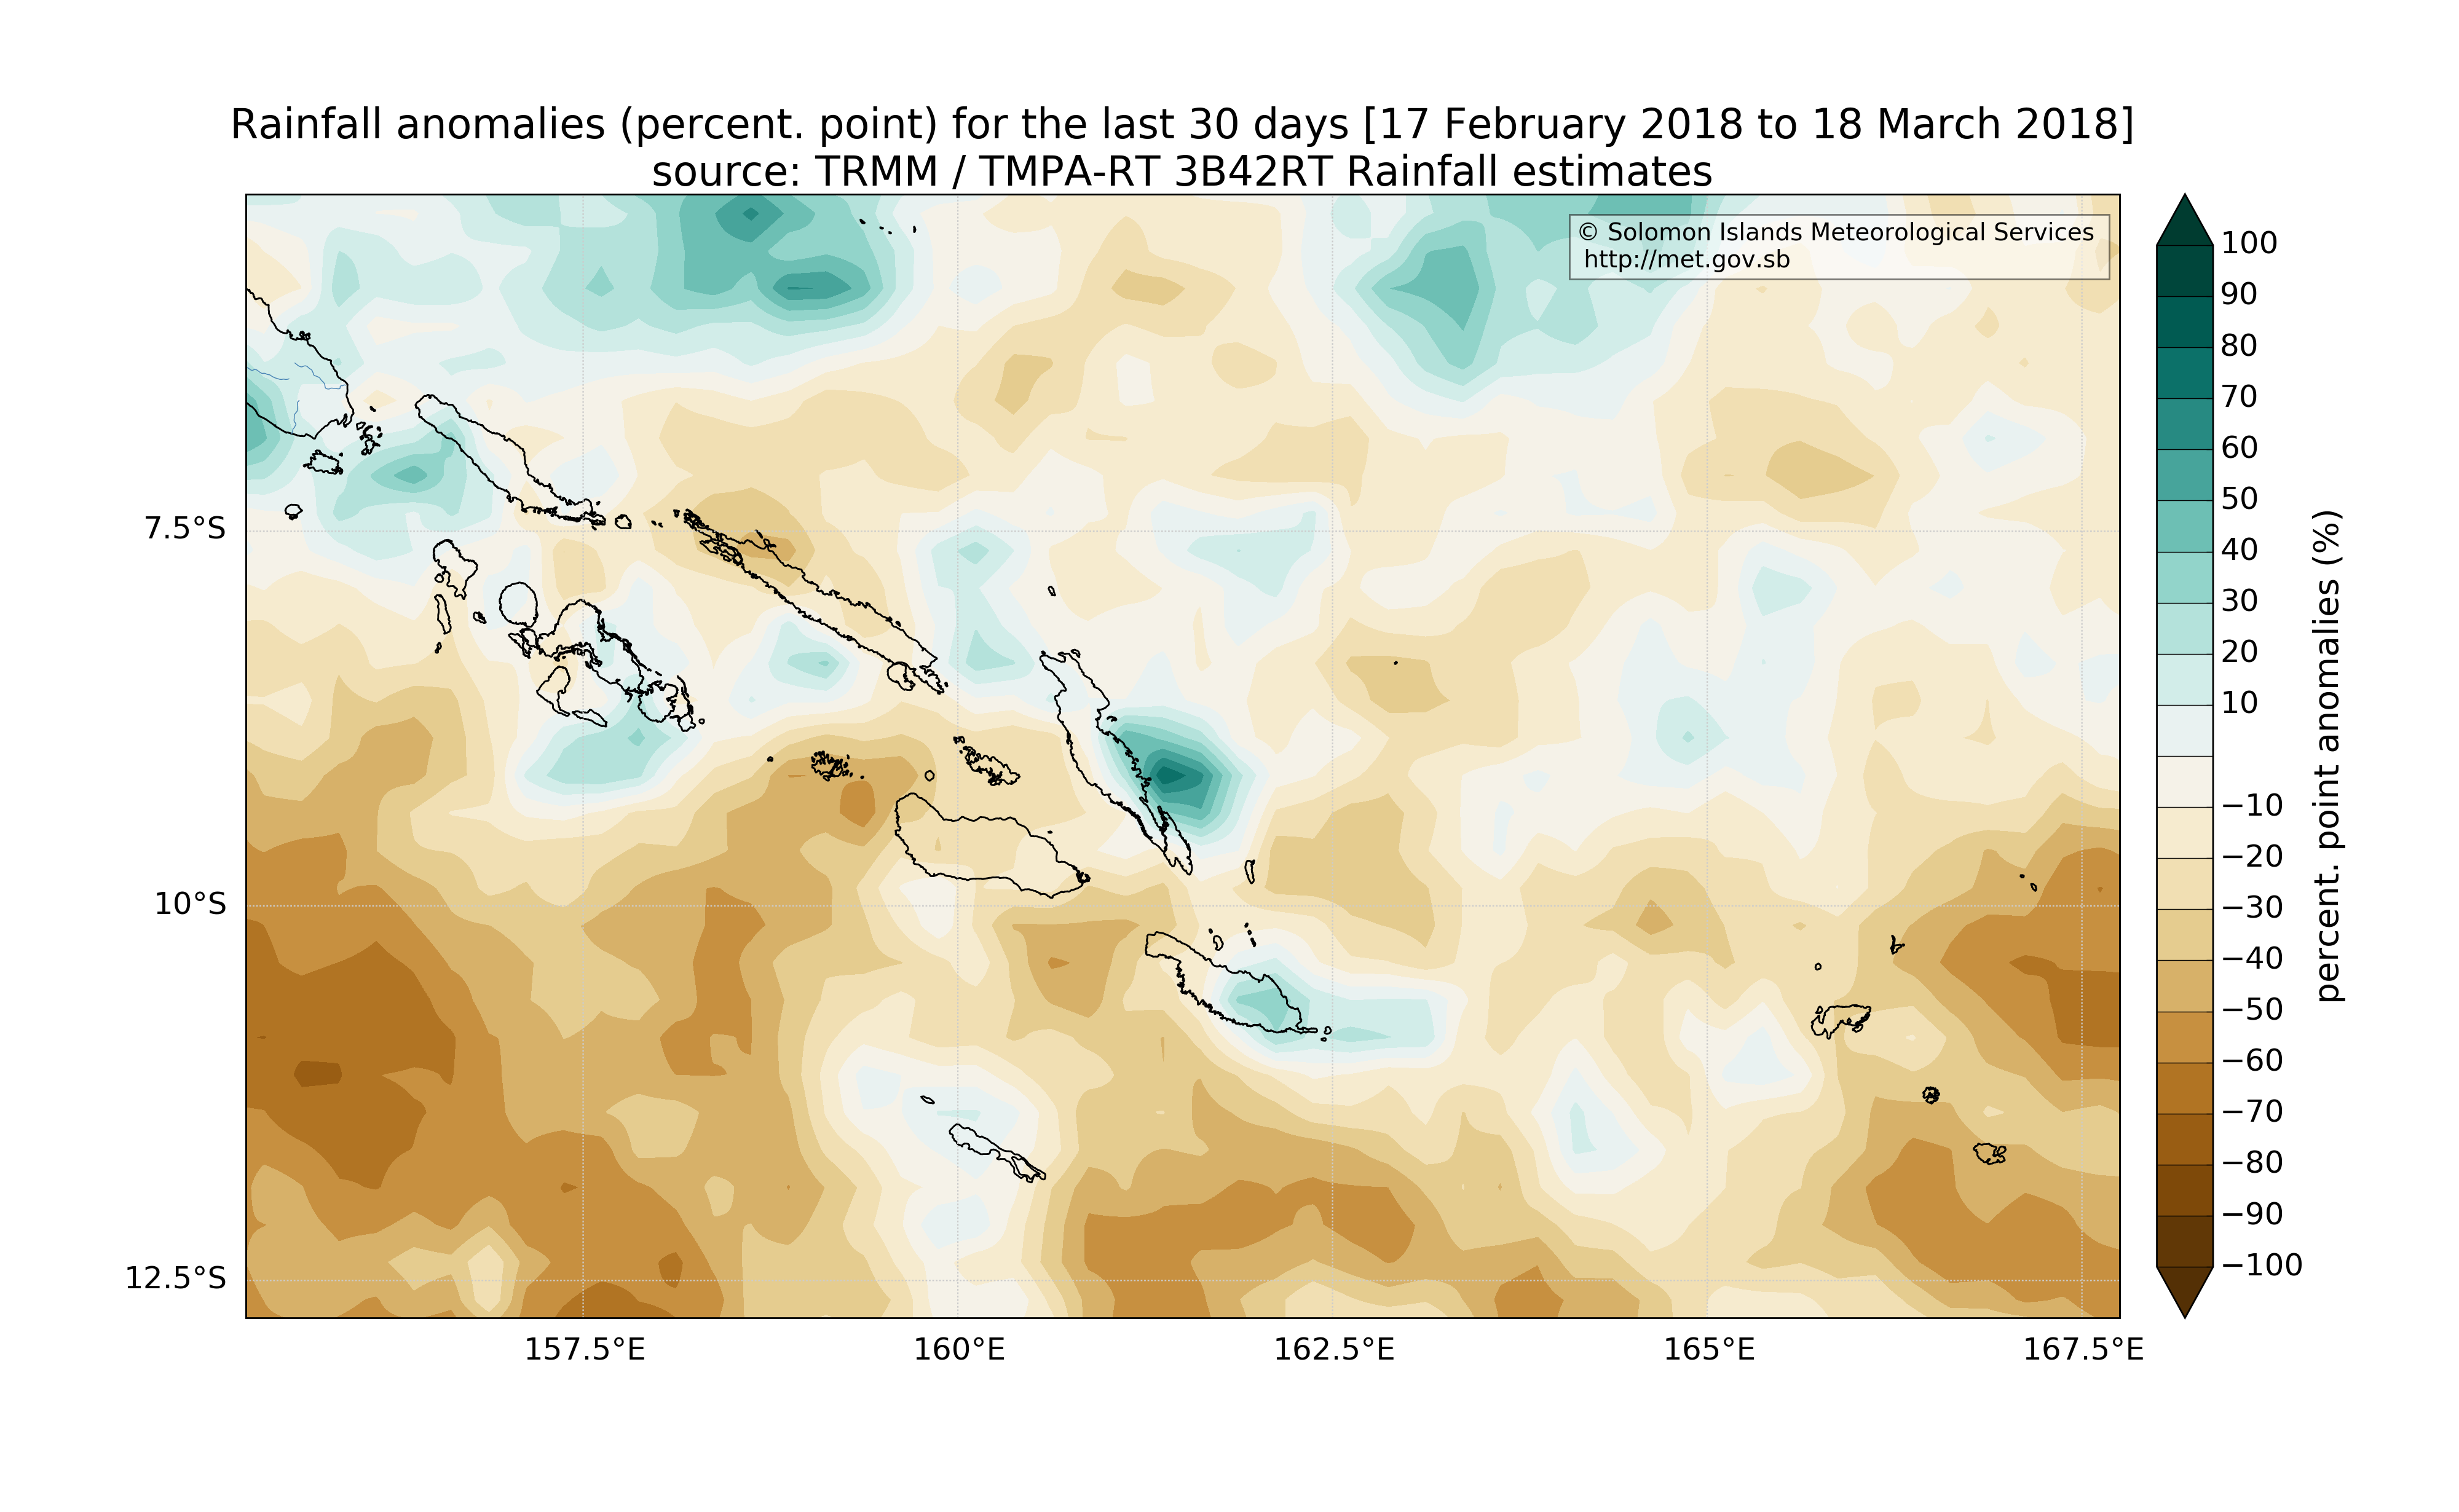 Rainfall anomalies (percent. point) for the last 30 days [17 February 2018 to 18 March 2018]
source: TRMM / TMPA-RT 3B42RT Rainfall estimates
© Solomon Islands Meteorological Services
http://met.gov.sb
7.5°S
10°S
12.5°S
157.5°E
160°E
162.5°E
165°E
167.5°E
100
90
80
70
60
50
40
30
20
10
−10
−20
−30
−40
−50
−60
−70
−80
−90
−100
percent. point anomalies (%)